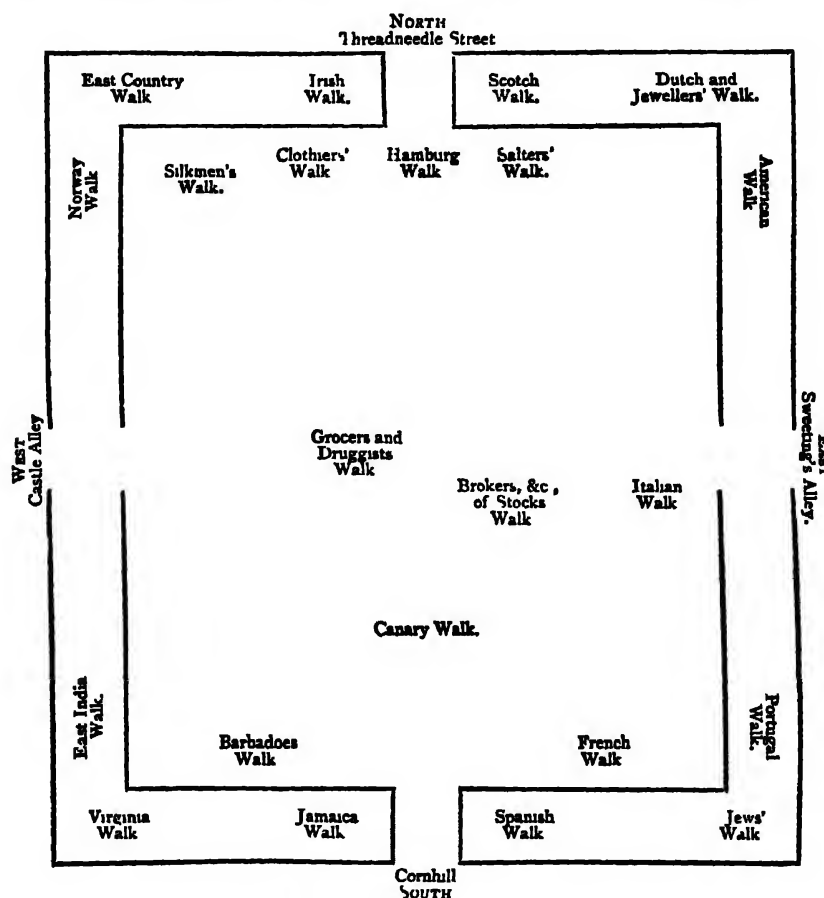 NORTH
Threadneedle Street
East Country
Walk
Irish
Walk.
Scotch
Walk.
Dutch and
Jewellers' Walk.
Norway
Walk
Silkmen's
Walk.
Clothiers'
Walk
Hamburg
Walk
Salters'
Walk.
American
Walk
WEST
Castle Alley
Grocers and
Druggists
Walk
Brokers, &c,
of Stocks
Walk
Italian
Walk
EAST
Sweeting's Alley.
Canary Walk.
East India
Walk.
Barbadoes
Walk
French
Walk
Portugal
Walk.
Virginia
Walk
Jamaica
Walk
Spanish
Walk
Jews'
Walk
Cornhill
SOUTH